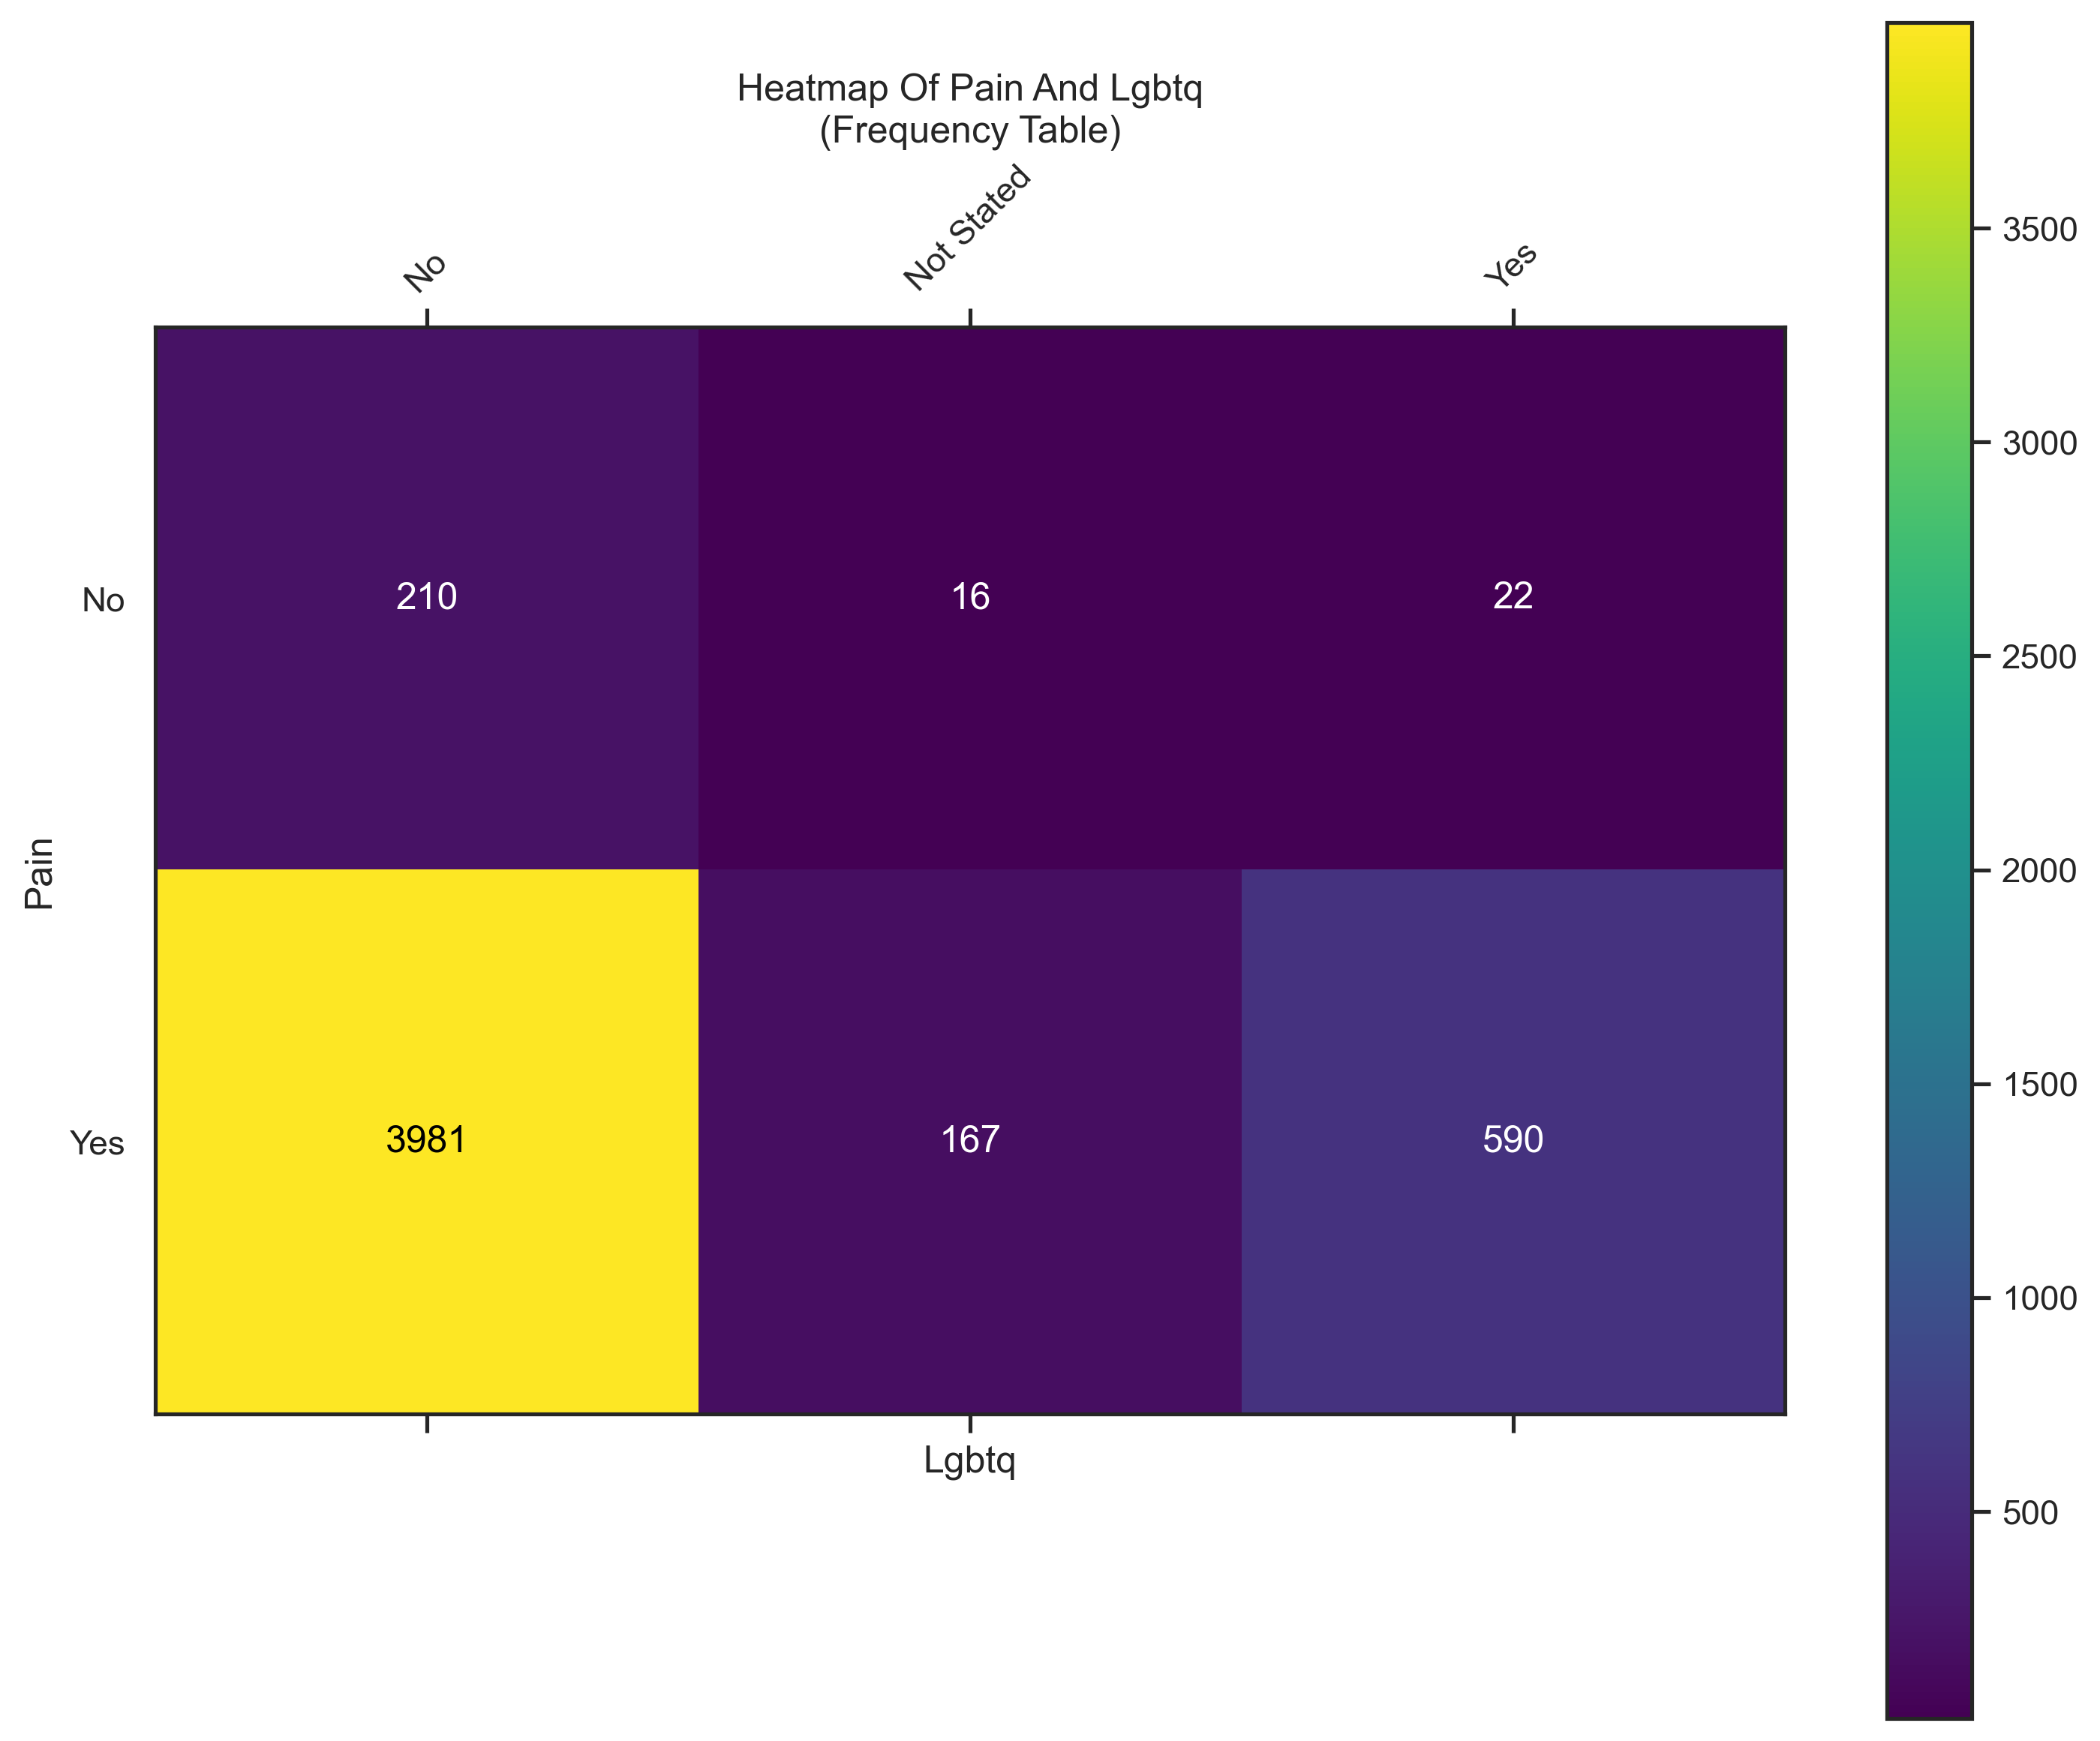 Heatmap Of Pain And Lgbtq
(Frequency Table)
No
Not Stated
Yes
No
210
16
22
Pain
Yes
3981
167
590
Lgbtq
3500
3000
2500
2000
1500
1000
500